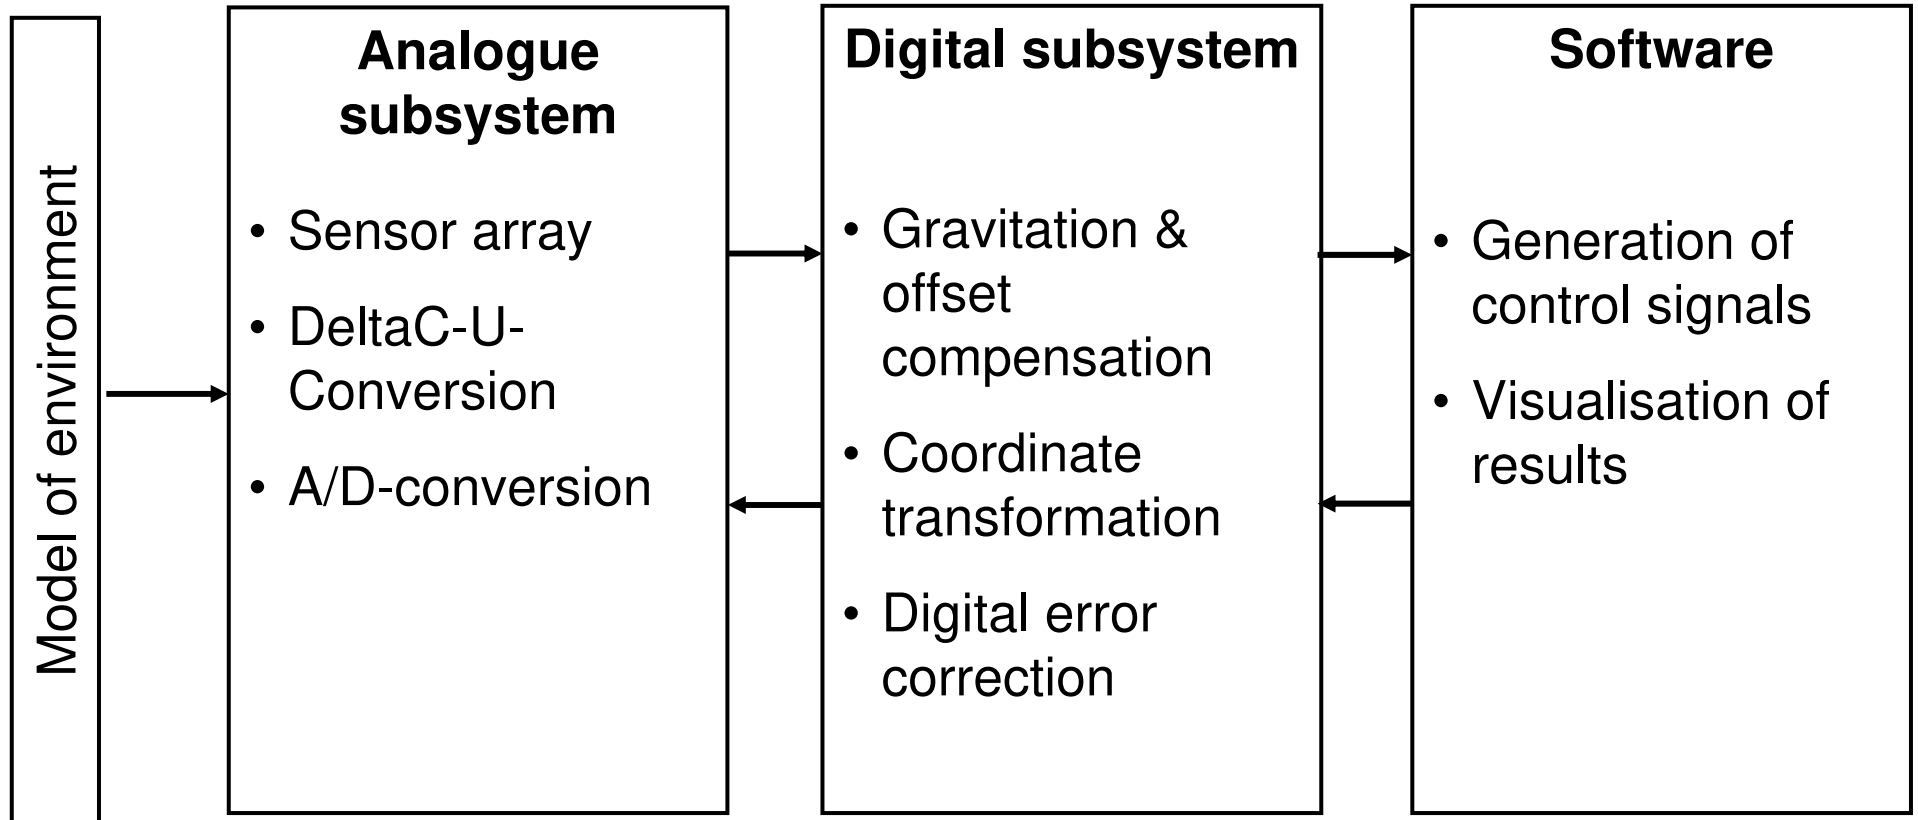 Model of environment
Analogue
subsystem
• Sensor array
• DeltaC-U-
Conversion
• A/D-conversion
Digital subsystem
• Gravitation &
offset
compensation
• Coordinate
transformation
• Digital error
correction
Software
• Generation of
control signals
• Visualisation of
results